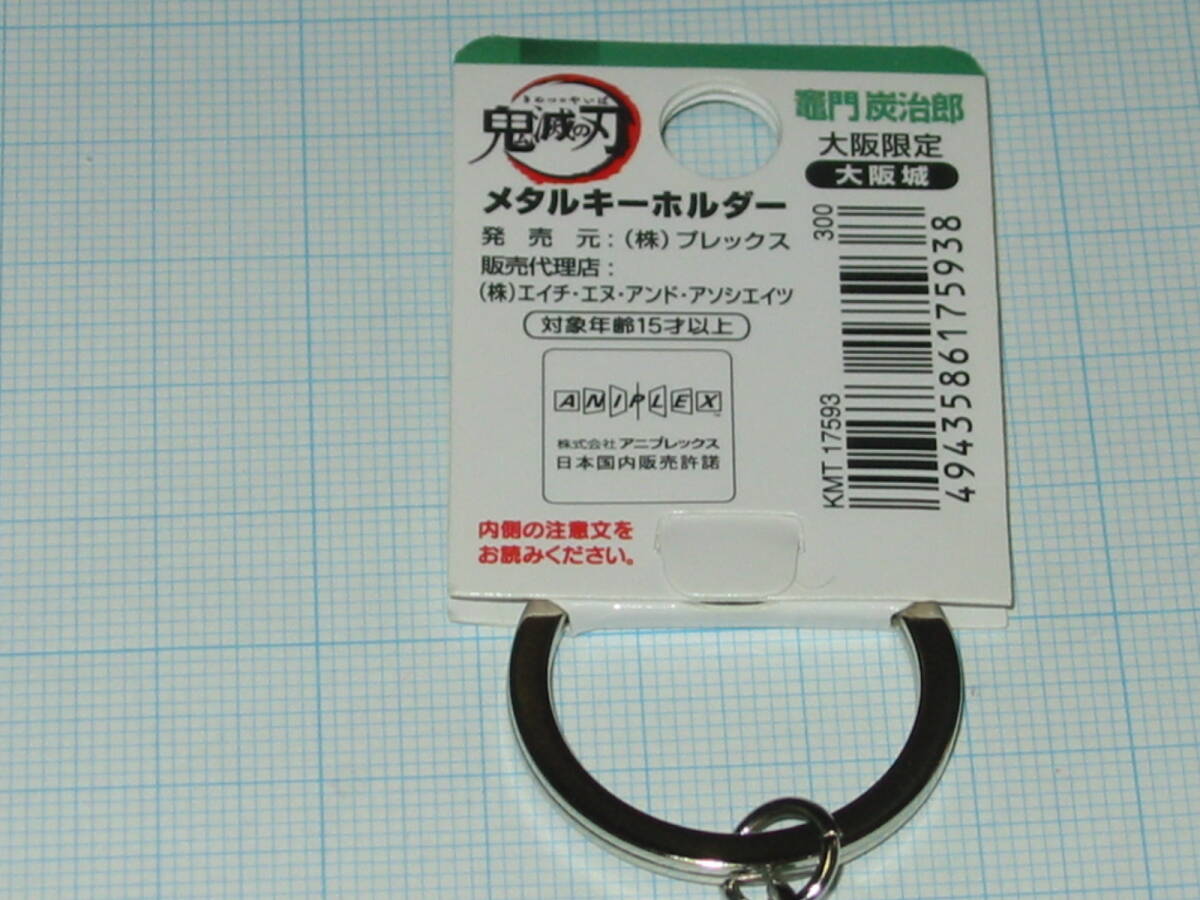 きめつのやいば
鬼滅の刃
メタルキーホルダー
発売元:(株)プレックス
販売代理店:
(株)エイチ・エヌ・アンド・アソシエイツ
対象年齢15才以上
ANIPLEX
株式会社 アニプレックス
日本国内販売許諾
内側の注意文を
お読みください。
竈門 炭治郎
大阪限定
大阪城
300
KMT 17593
4943586175938